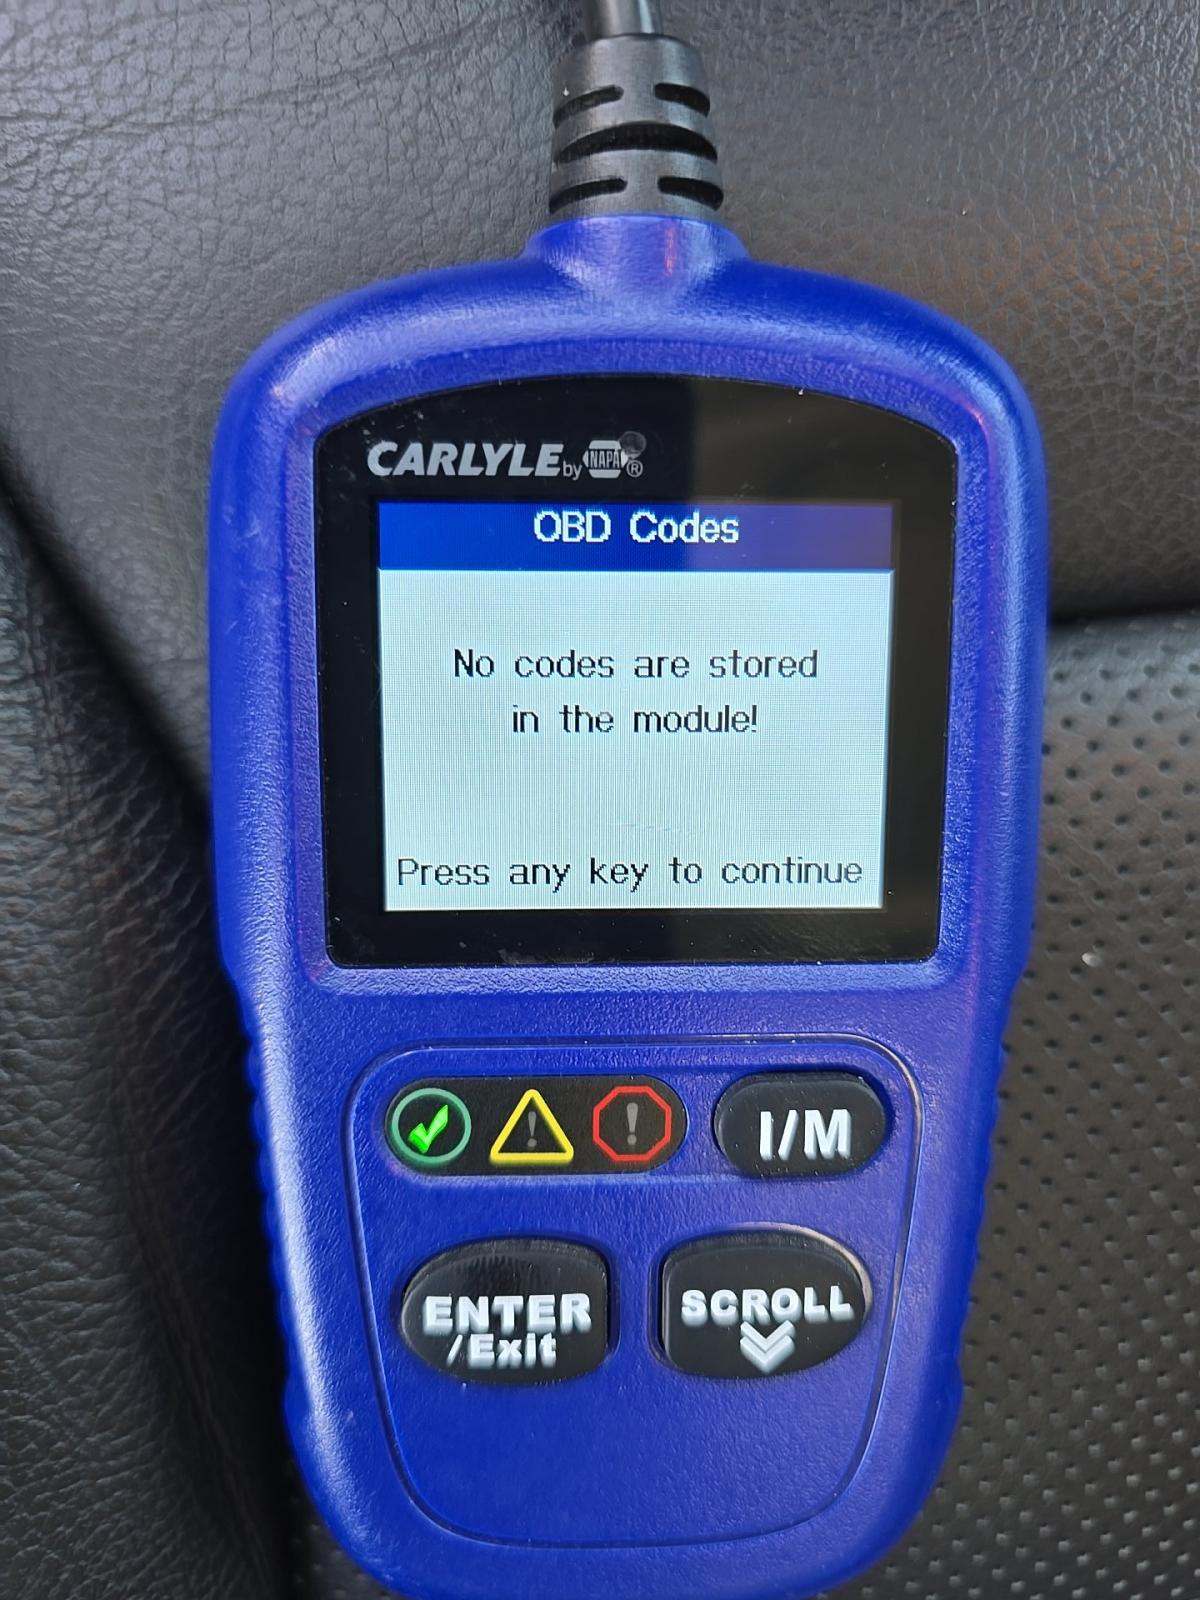 CARLYLE by NAPA ®
OBD Codes
No codes are stored
in the module!
Press any key to continue
I/M
ENTER
/Exit
SCROLL